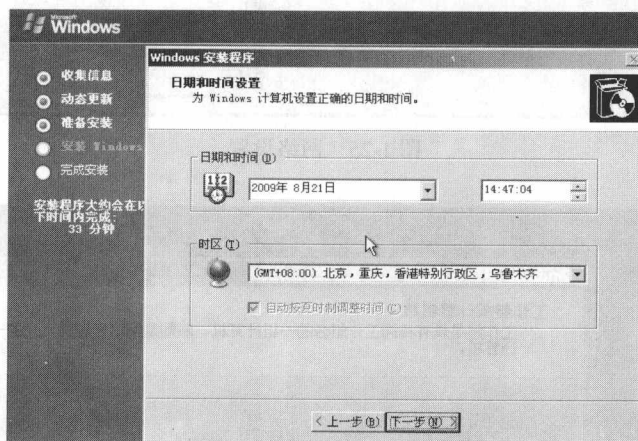 Microsoft
Windows
收集信息
动态更新
准备安装
安装 Windows
完成安装
安装程序大约会在以
下时间内完成:
33 分钟
Windows 安装程序
日期和时间设置
为 Windows 计算机设置正确的日期和时间。
日期和时间(D)
2009年 8月21日
14:47:04
时区(T)
(GMT+08:00) 北京，重庆，香港特别行政区，乌鲁木齐
自动按夏时制调整时间(C)
< 上一步(B)
下一步(N) >